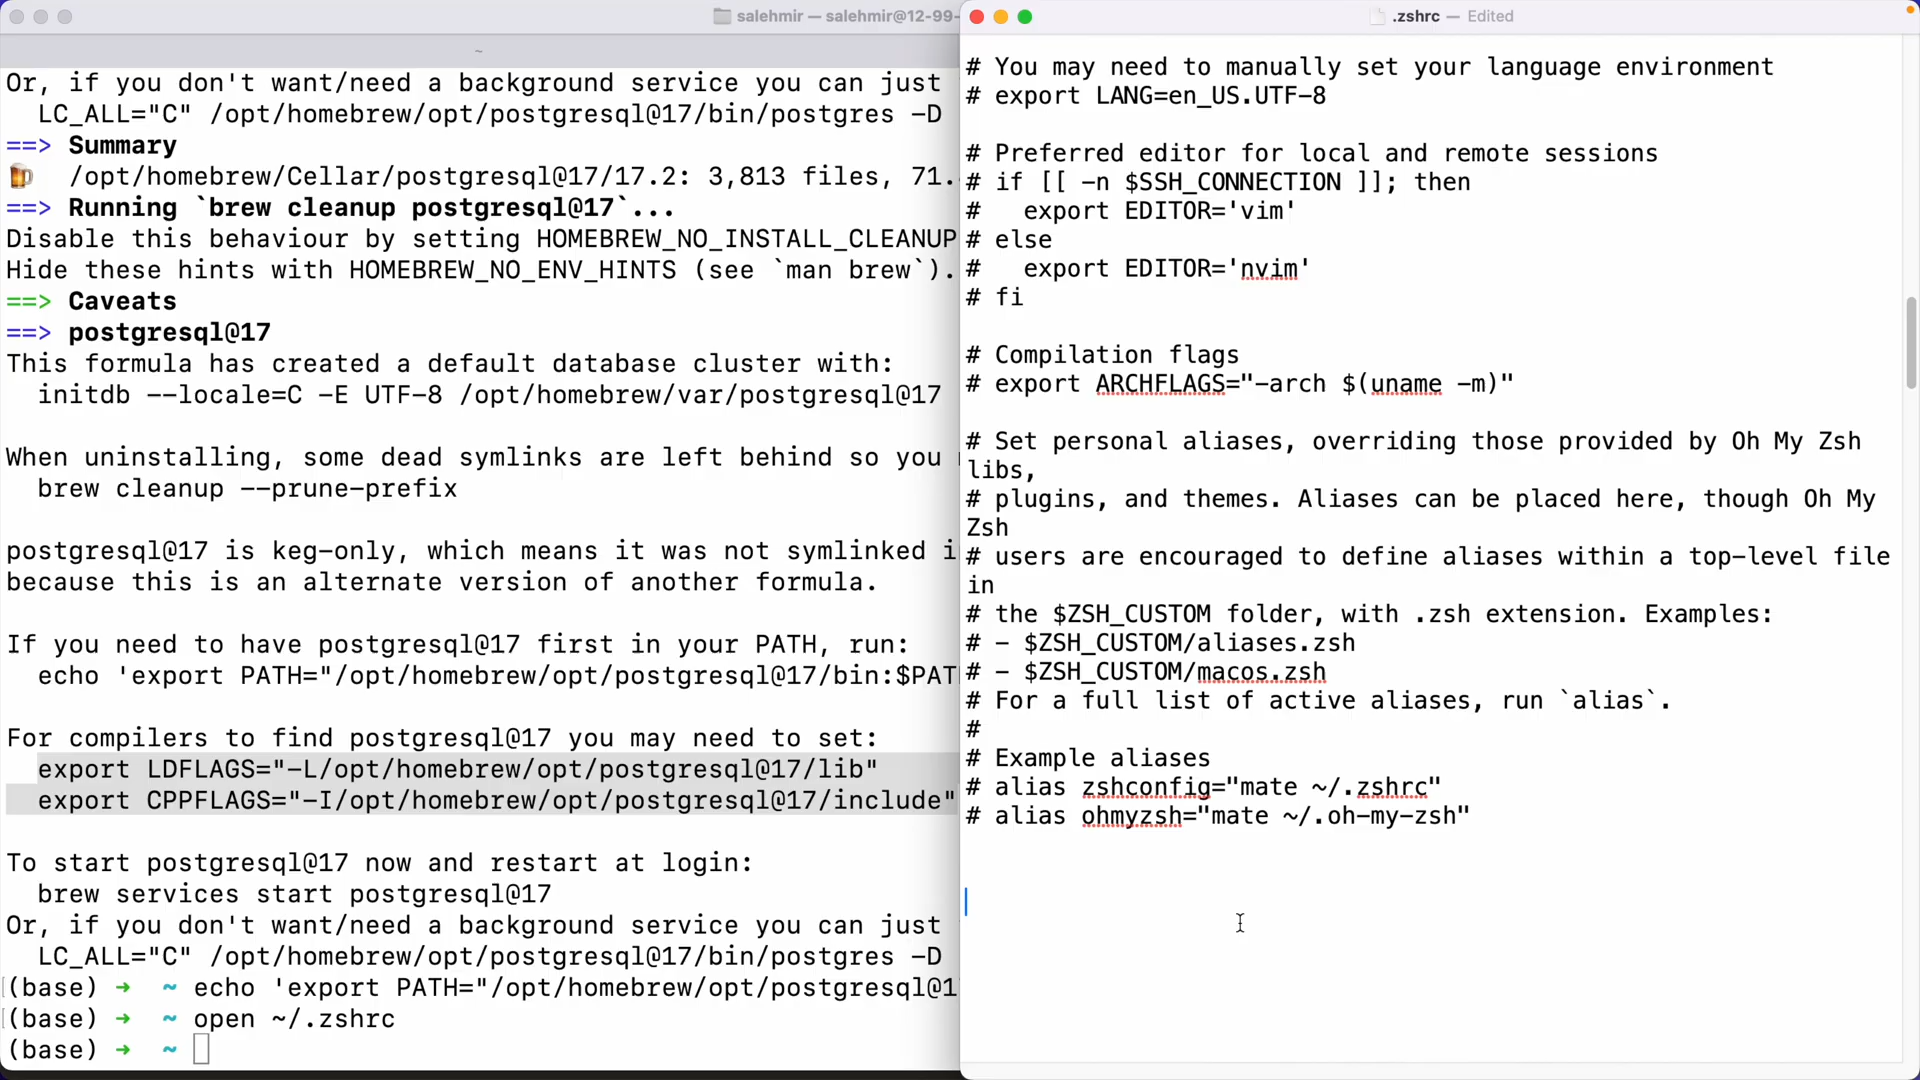 salehmir — salehmir@12-99-
~
Or, if you don't want/need a background service you can just
LC_ALL="C" /opt/homebrew/opt/postgresql@17/bin/postgres -D
==> Summary
🍺 /opt/homebrew/Cellar/postgresql@17/17.2: 3,813 files, 71.
==> Running `brew cleanup postgresql@17`...
Disable this behaviour by setting HOMEBREW_NO_INSTALL_CLEANUP
Hide these hints with HOMEBREW_NO_ENV_HINTS (see `man brew`).
==> Caveats
==> postgresql@17
This formula has created a default database cluster with:
initdb --locale=C -E UTF-8 /opt/homebrew/var/postgresql@17

When uninstalling, some dead symlinks are left behind so you
brew cleanup --prune-prefix

postgresql@17 is keg-only, which means it was not symlinked i
because this is an alternate version of another formula.

If you need to have postgresql@17 first in your PATH, run:
echo 'export PATH="/opt/homebrew/opt/postgresql@17/bin:$PAT

For compilers to find postgresql@17 you may need to set:
export LDFLAGS="-L/opt/homebrew/opt/postgresql@17/lib"
export CPPFLAGS="-I/opt/homebrew/opt/postgresql@17/include"

To start postgresql@17 now and restart at login:
brew services start postgresql@17
Or, if you don't want/need a background service you can just
LC_ALL="C" /opt/homebrew/opt/postgresql@17/bin/postgres -D
(base) ➜ ~ echo 'export PATH="/opt/homebrew/opt/postgresql@1
(base) ➜ ~ open ~/.zshrc
(base) ➜ ~
.zshrc — Edited
# You may need to manually set your language environment
# export LANG=en_US.UTF-8

# Preferred editor for local and remote sessions
# if [[ -n $SSH_CONNECTION ]]; then
#   export EDITOR='vim'
# else
#   export EDITOR='nvim'
# fi

# Compilation flags
# export ARCHFLAGS="-arch $(uname -m)"

# Set personal aliases, overriding those provided by Oh My Zsh
libs,
# plugins, and themes. Aliases can be placed here, though Oh My
Zsh
# users are encouraged to define aliases within a top-level file
in
# the $ZSH_CUSTOM folder, with .zsh extension. Examples:
# - $ZSH_CUSTOM/aliases.zsh
# - $ZSH_CUSTOM/macos.zsh
# For a full list of active aliases, run `alias`.
#
# Example aliases
# alias zshconfig="mate ~/.zshrc"
# alias ohmyzsh="mate ~/.oh-my-zsh"